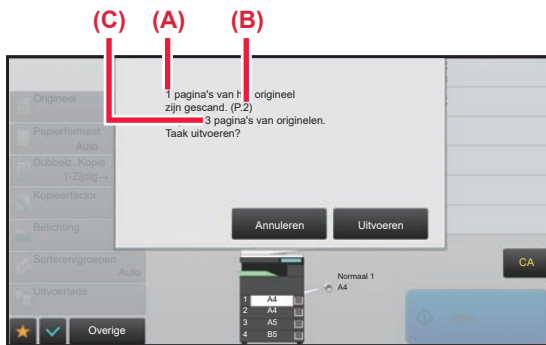 (C) (A) (B)
1 pagina's van h origineel
zijn gescand. (P.2)
3 pagina's van originelen.
Taak uitvoeren?
Annuleren
Uitvoeren
Origineel
Papierformaat
Auto
Dubbelz. Kopie
1-Zijdig→
Kopieerfactor
Belichting
Sorteren/groepen
Auto
Uitvoerlade
Overige
Normaal 1
A4
1 A4
2 A4
3 A5
4 B5
CA
Start